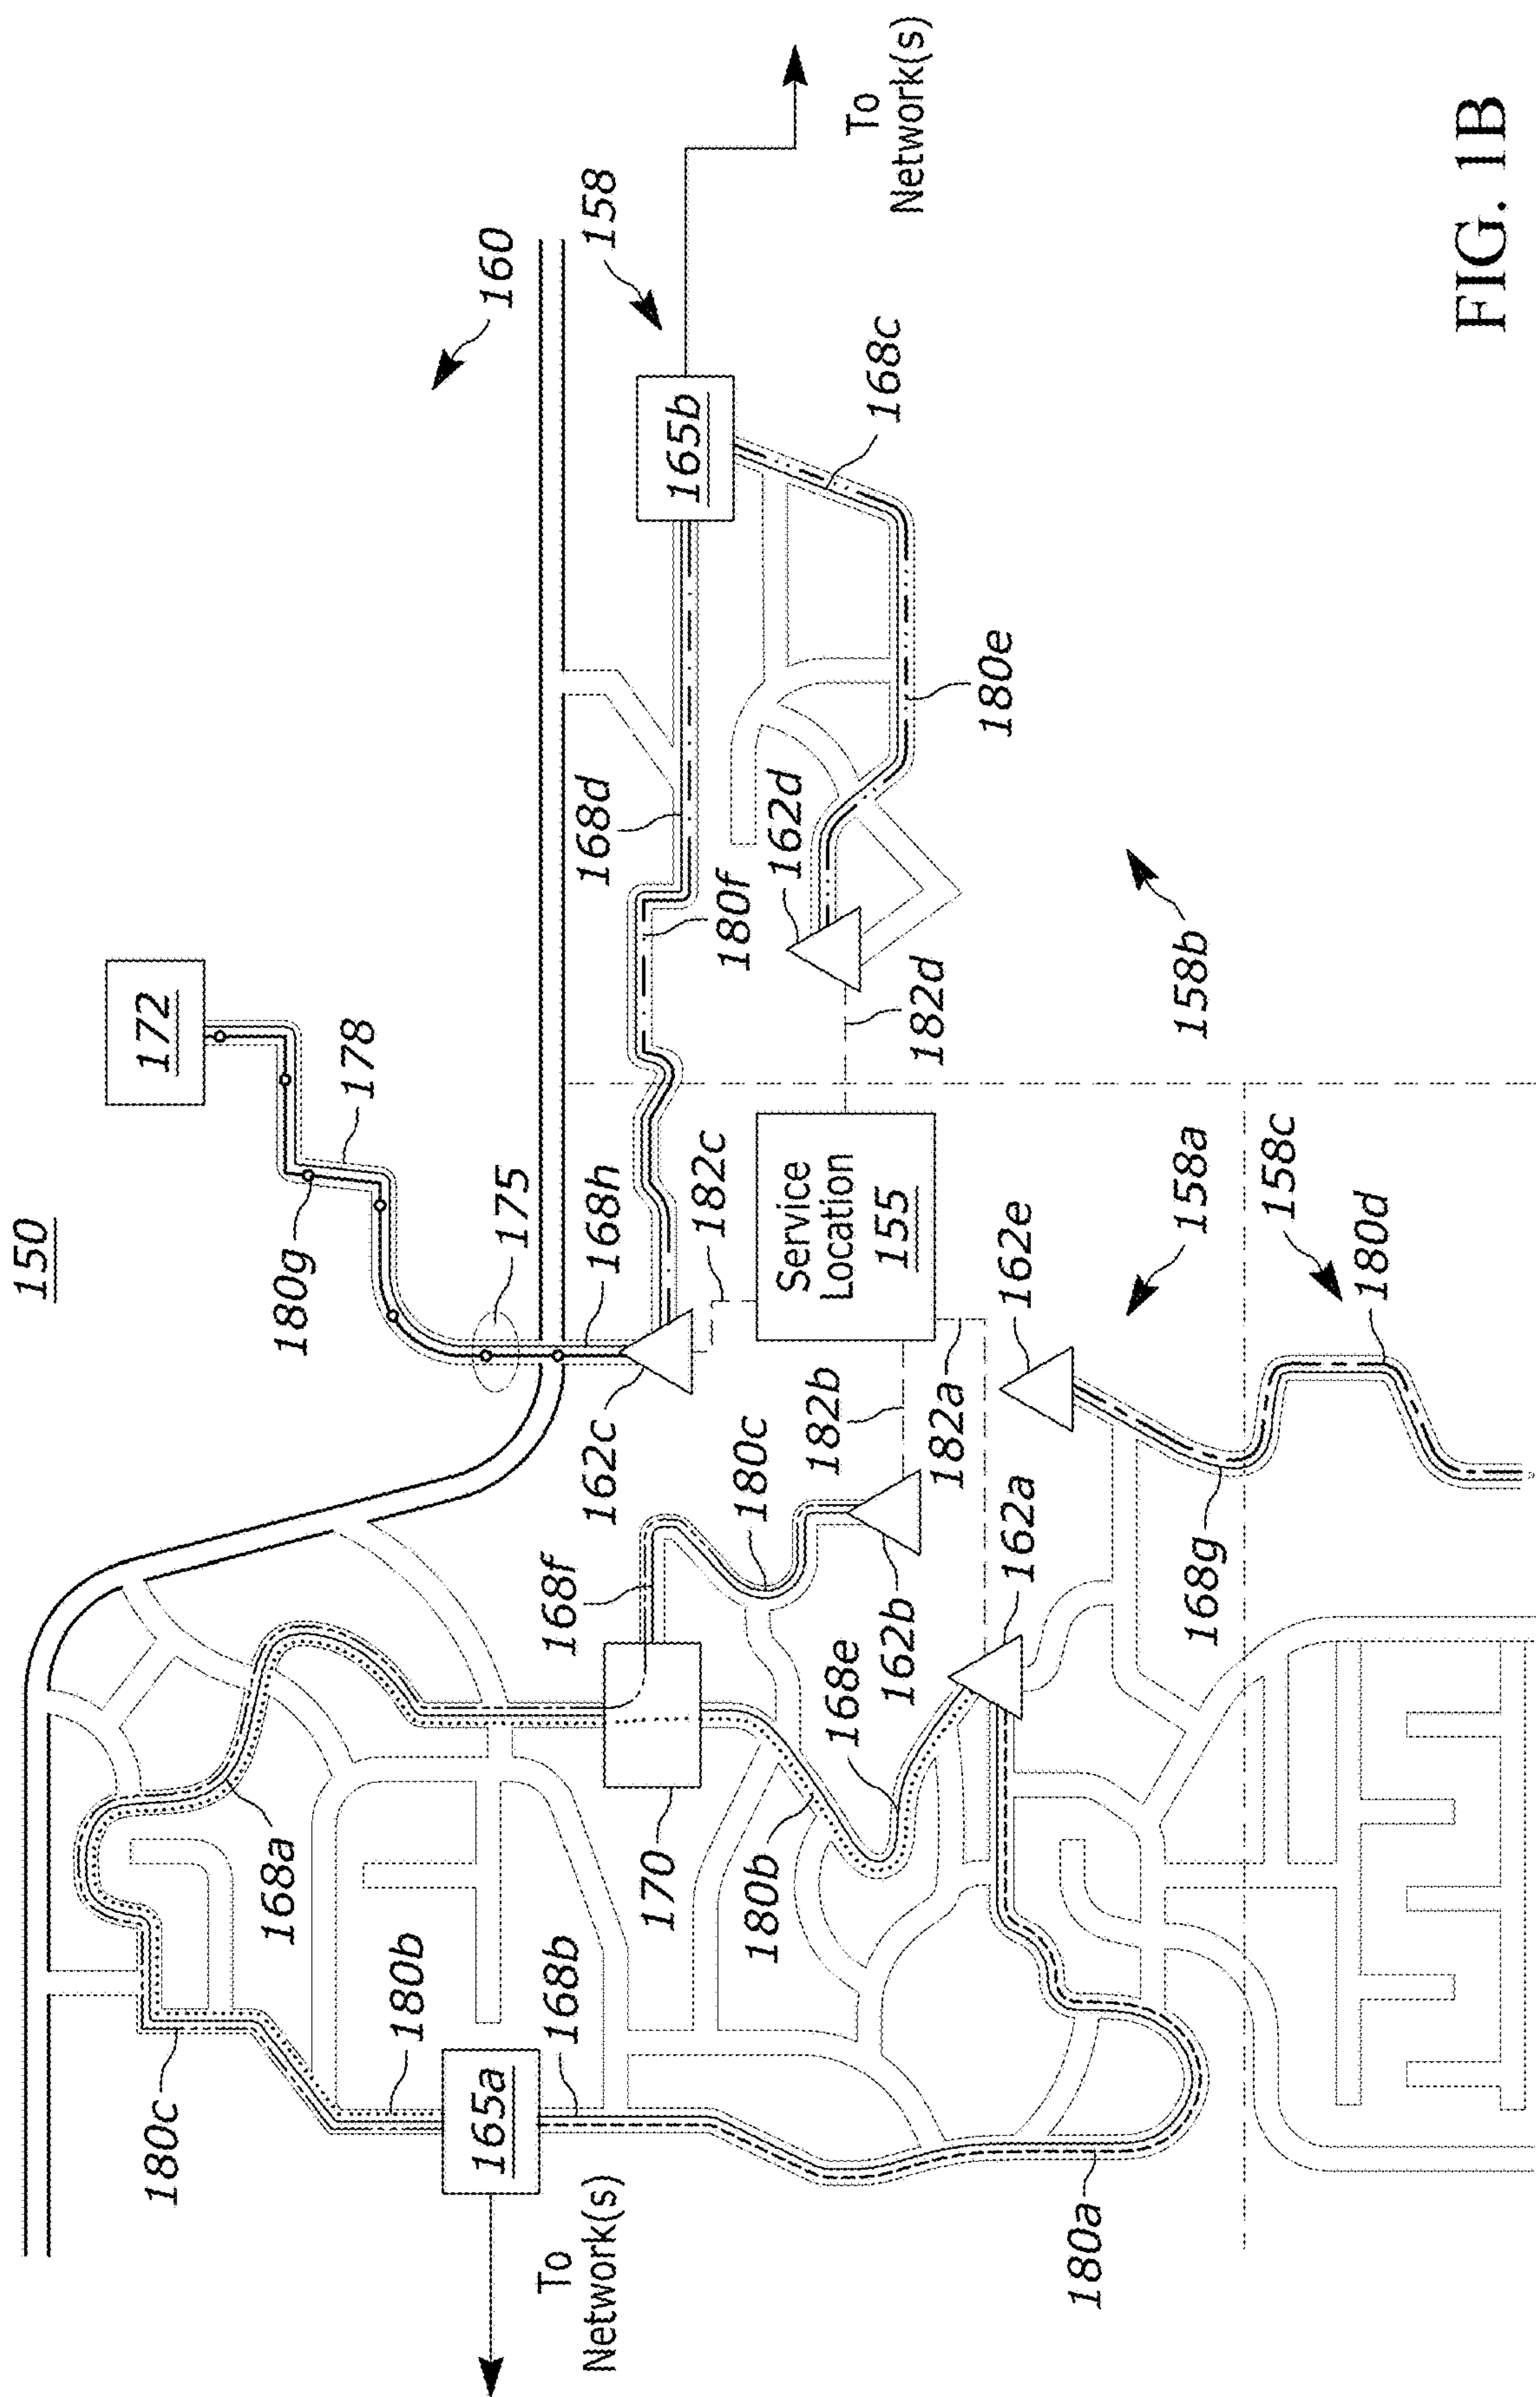 150
172
160
158
To
Network(s)
165b
178
180g
175
168h
168d
180f
162d
168c
180e
182d
158b
162c
182c
Service
Location
155
168f
180c
182b
182a
162e
158a
158c
180d
168a
180c
180b
165a
168b
170
180b
168e
162b
162a
168g
180a
To
Network(s)
FIG. 1B